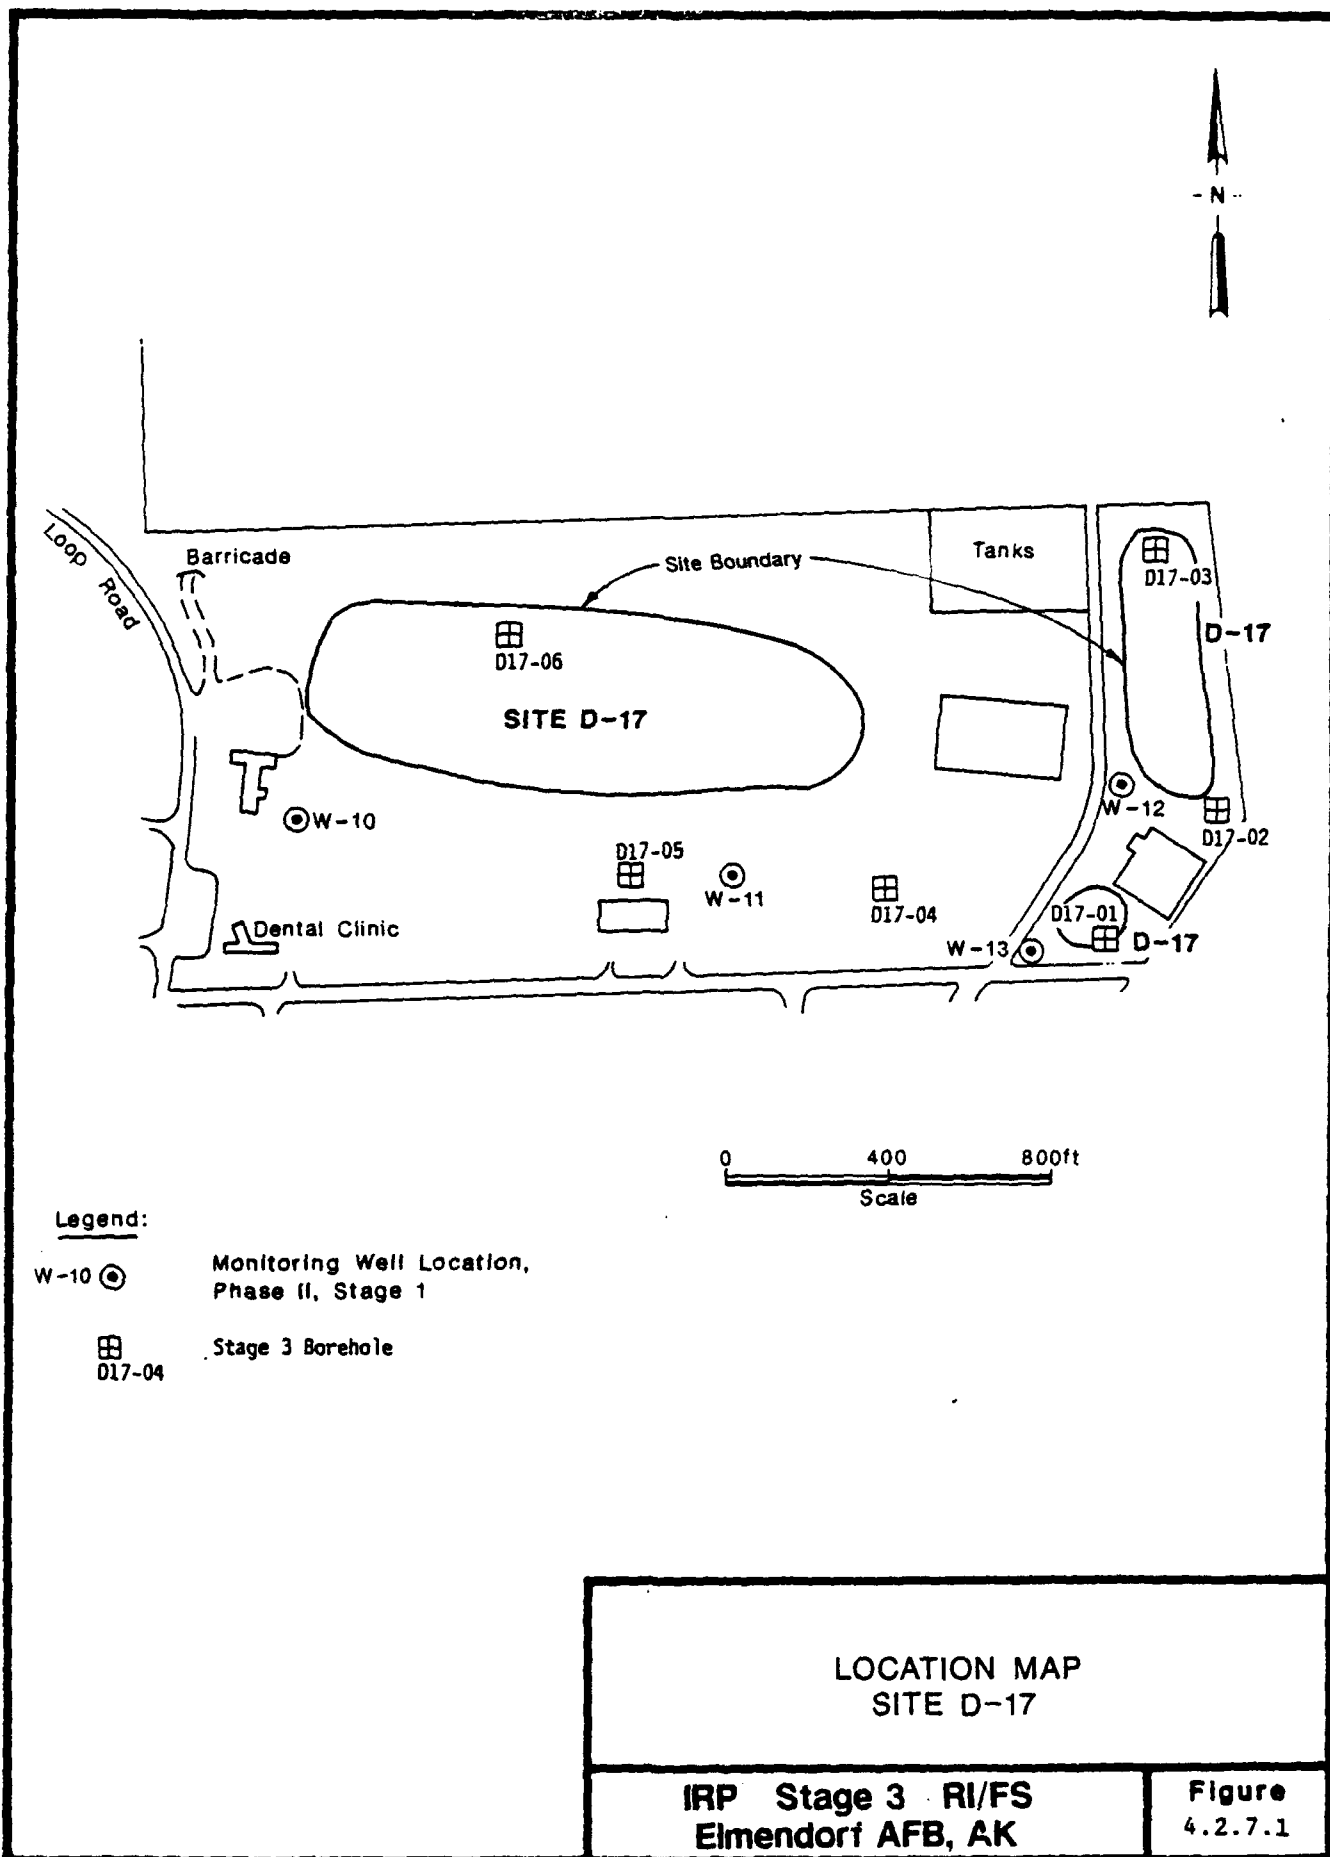 - N -
Loop Road
Barricade
Site Boundary
Tanks
D17-03
D-17
D17-06
SITE D-17
W-10
W-12
D17-02
D17-05
W-11
D17-04
D17-01
Dental Clinic
W-13
D-17
0 400 800ft
Scale
Legend:
W-10
Monitoring Well Location,
Phase II, Stage 1
Stage 3 Borehole
D17-04
LOCATION MAP
SITE D-17
IRP Stage 3 RI/FS
Elmendorf AFB, AK
Figure
4.2.7.1